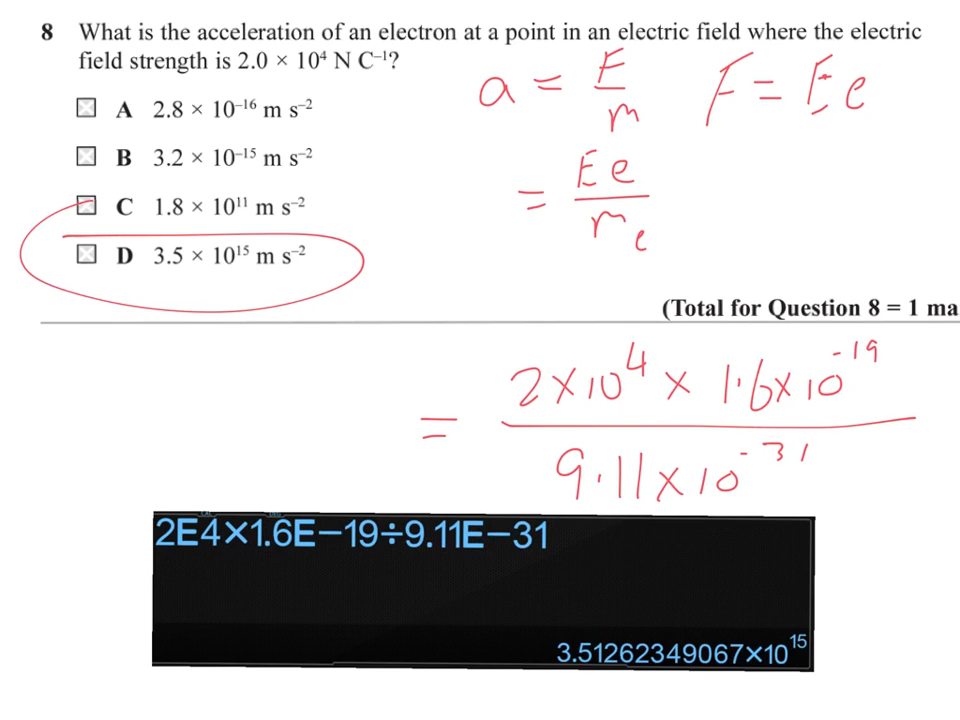 8 What is the acceleration of an electron at a point in an electric field where the electric
field strength is 2.0 × 10⁴ N C⁻¹?
A 2.8 × 10⁻¹⁶ m s⁻²
B 3.2 × 10⁻¹⁵ m s⁻²
C 1.8 × 10¹¹ m s⁻²
D 3.5 × 10¹⁵ m s⁻²
a = F/m F = Ee
= Ee/mₑ
(Total for Question 8 = 1 ma
= 2×10⁴ × 1.6×10⁻¹⁹ / 9.11×10⁻³¹
2E4×1.6E−19÷9.11E−31
3.51262349067×10¹⁵